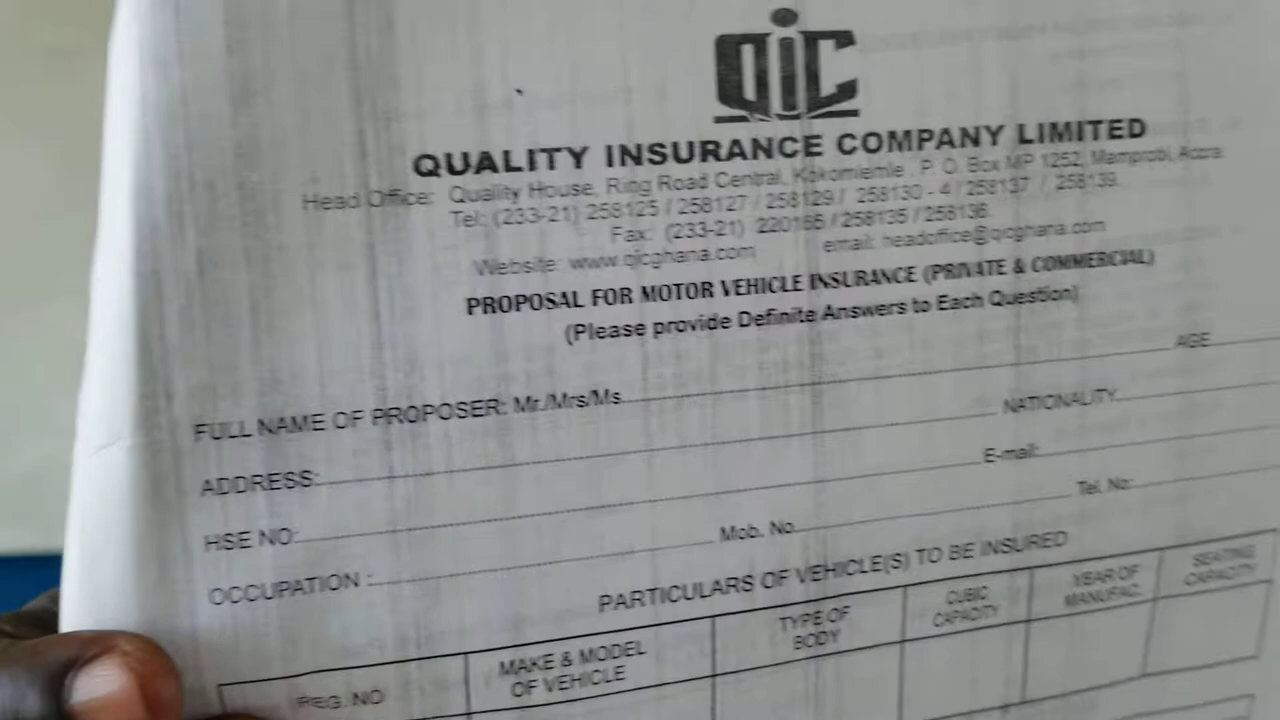 QIC
QUALITY INSURANCE COMPANY LIMITED
Head Office: Quality House, Ring Road Central, Kokomlemle . P. O. Box MP 1252, Mamprobi, Accra.
Tel: (233-21) 258125 / 258127 / 258129 / 258130 - 4 / 258137 / 258139.
Fax: (233-21) 220165 / 258135 / 258136.
Website: www.qicghana.com email: headoffice@qicghana.com
PROPOSAL FOR MOTOR VEHICLE INSURANCE (PRIVATE & COMMERCIAL)
(Please provide Definite Answers to Each Question)
FULL NAME OF PROPOSER: Mr./Mrs/Ms AGE
ADDRESS: NATIONALITY
HSE NO: E-mail:
OCCUPATION : Mob. No. Tel. No:
PARTICULARS OF VEHICLE(S) TO BE INSURED
REG. NO MAKE & MODEL OF VEHICLE TYPE OF BODY CUBIC CAPACITY YEAR OF MANUFAC. SEATING CAPACITY